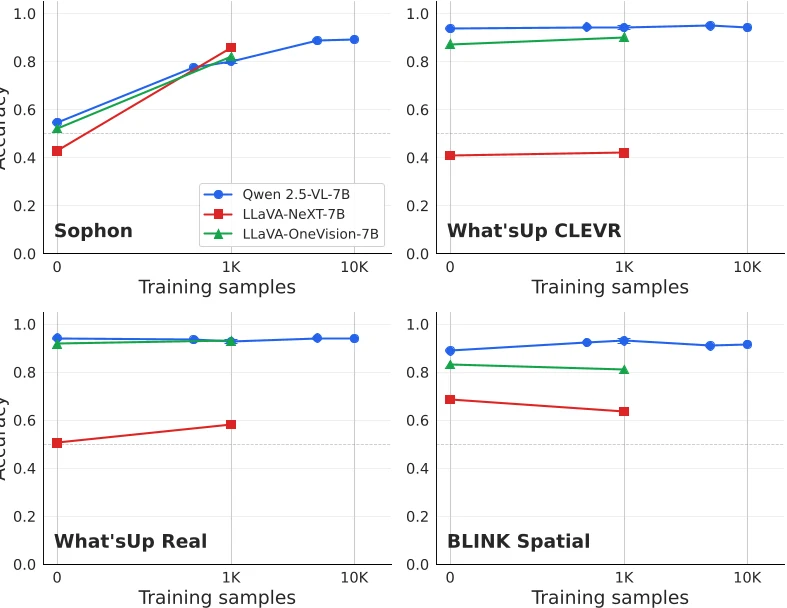 1.0
0.8
0.6
0.4
0.2
0.0
Accuracy
Sophon
Qwen 2.5-VL-7B
LLaVA-NeXT-7B
LLaVA-OneVision-7B
0 1K 10K
Training samples
1.0
0.8
0.6
0.4
0.2
0.0
What'sUp CLEVR
0 1K 10K
Training samples
1.0
0.8
0.6
0.4
0.2
0.0
Accuracy
What'sUp Real
0 1K 10K
Training samples
1.0
0.8
0.6
0.4
0.2
0.0
BLINK Spatial
0 1K 10K
Training samples